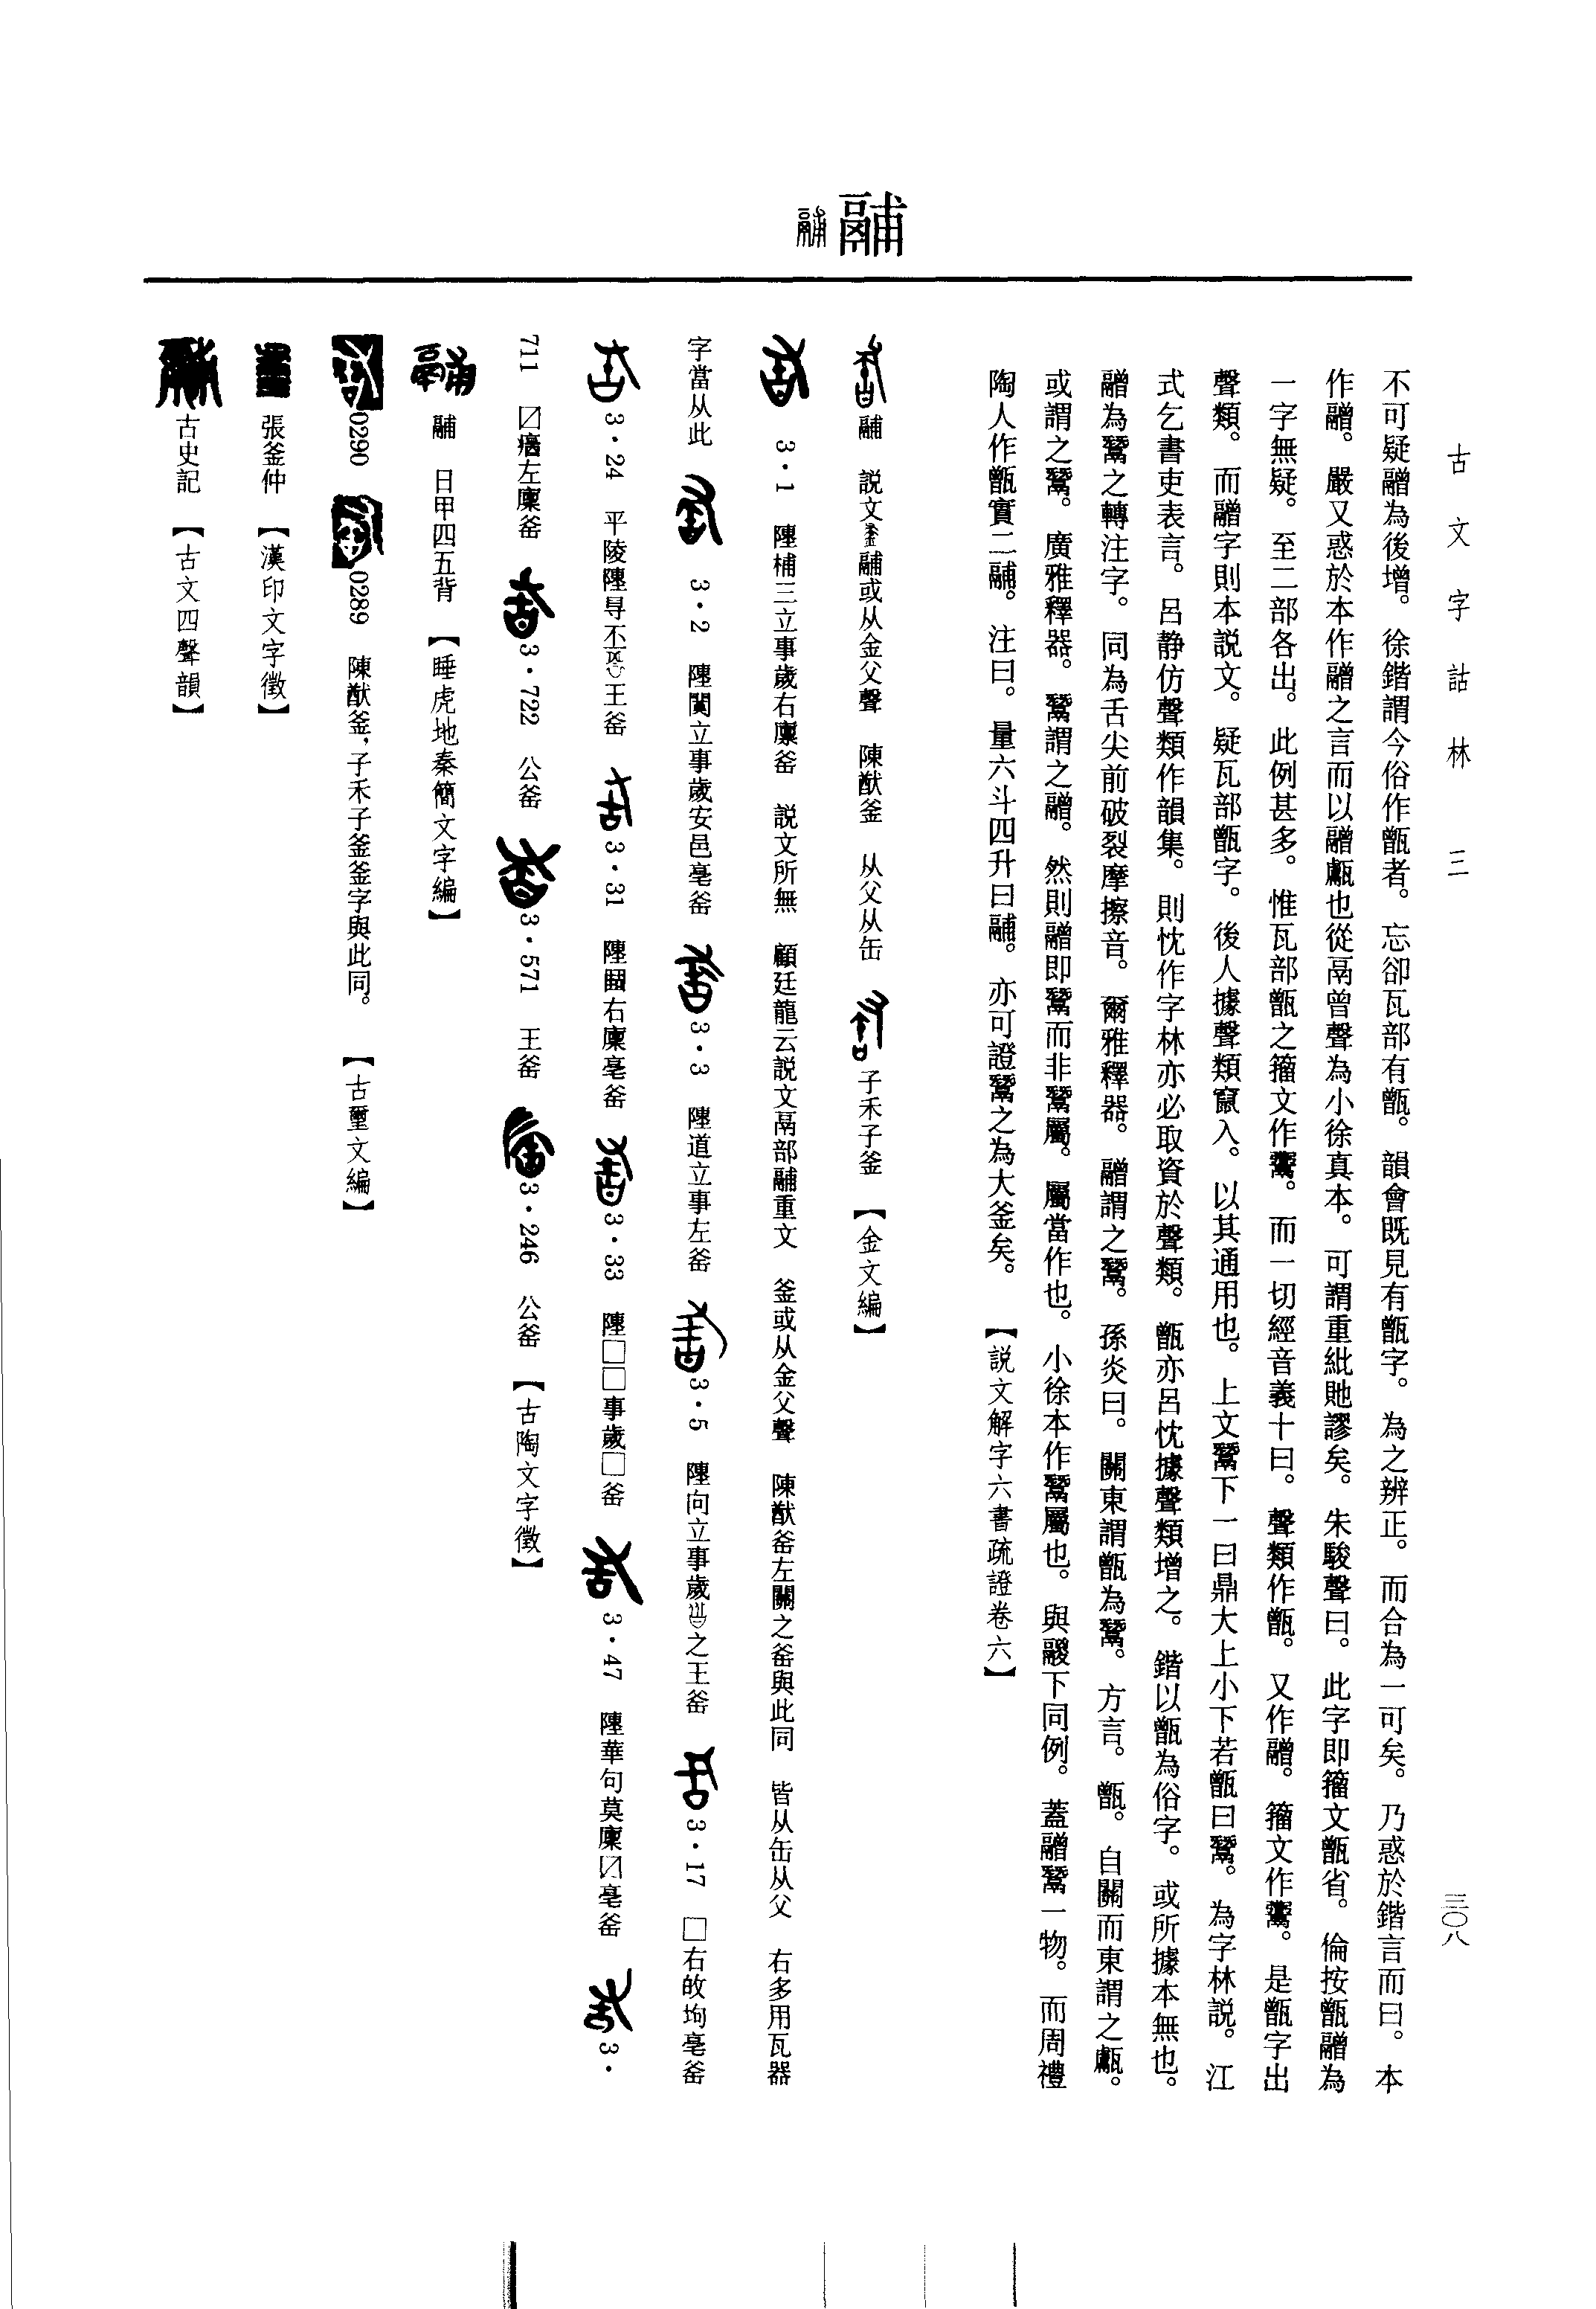 古文字詁林 三
三〇八
不可疑䰝為後增。徐鍇謂今俗作甑者。忘卻瓦部有甑。韻會既見有甑字。為之辨正。而合為一可矣。乃惑於鍇言而曰。本
作䰝。嚴又惑於本作䰝之言而以䰝甗也從鬲曾聲為小徐真本。可謂重紕貤謬矣。朱駿聲曰。此字即籀文甑省。倫按甑䰝為
一字無疑。至二部各出。此例甚多。惟瓦部甑之籀文作。而一切經音義十曰。聲類作甑。又作䰝。籀文作。是甑字出
聲類。而䰝字則本説文。疑瓦部甑字。後人據聲類竄入。以其通用也。上文鬵下一曰鼎大上小下若甑曰鬵。為字林説。江
式乞書吏表言。呂静仿聲類作韻集。則忱作字林亦必取資於聲類。甑亦呂忱據聲類增之。鍇以甑為俗字。或所據本無也。
䰝為鬵之轉注字。同為舌尖前破裂摩擦音。爾雅釋器。䰝謂之鬵。孫炎曰。關東謂甑為鬵。方言。甑。自關而東謂之甗。
或謂之鬵。廣雅釋器。鬵謂之䰝。然則䰝即鬵而非鬵屬。屬當作也。小徐本作鬵屬也。與鬷下同例。蓋䰝鬵一物。而周禮
陶人作甑實二鬴。注曰。量六斗四升曰鬴。亦可證鬵之為大釜矣。 【説文解字六書疏證卷六】
鬴
鬴 説文釜鬴或从金父聲 陳猷釜 从父从缶 子禾子釜 【金文編】
3·1 陻㭪三立事歲右廩釜 説文所無 顧廷龍云説文鬲部鬴重文 釜或从金父聲 陳猷釜左關之釜與此同 皆从缶从父 右多用瓦器
字當从此 3·2 立事歲安邑亳釜 3·3 道立事左釜 3·5 向立事歲之王釜 3·17 □右敀均亳釜
3·24 平陵㝵不王釜 3·31 右廩亳釜 3·33 □□事歲□釜 3·47 華句莫廩亳釜 3·
711 左廩釜 3·722 公釜 3·571 王釜 3·246 公釜 【古陶文字徵】
鬴 日甲四五背 【睡虎地秦簡文字編】
0290 0289 陳猷釜，子禾子釜釜字與此同。 【古璽文編】
張釜仲 【漢印文字徵】
古史記 【古文四聲韻】